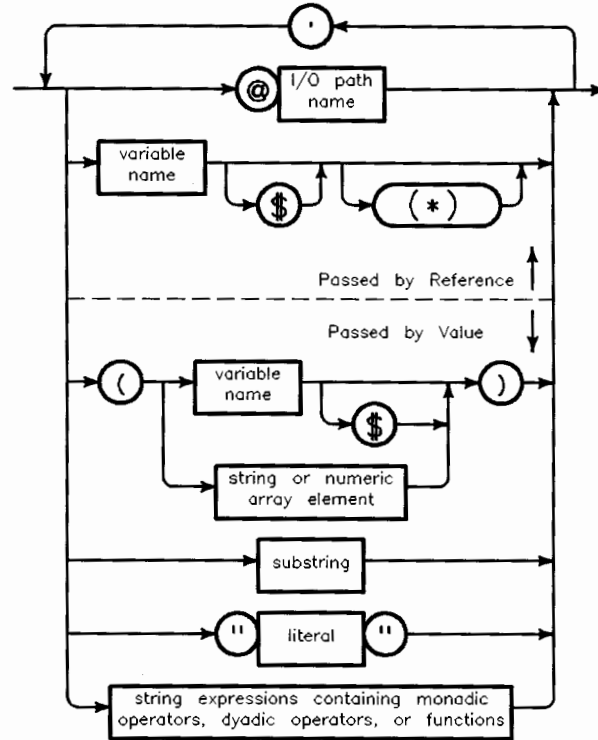 ,
@ I/O path
name
variable
name
$
(*)
Passed by Reference
Passed by Value
(
variable
name
)
$
string or numeric
array element
substring
" literal "
string expressions containing monadic
operators, dyadic operators, or functions